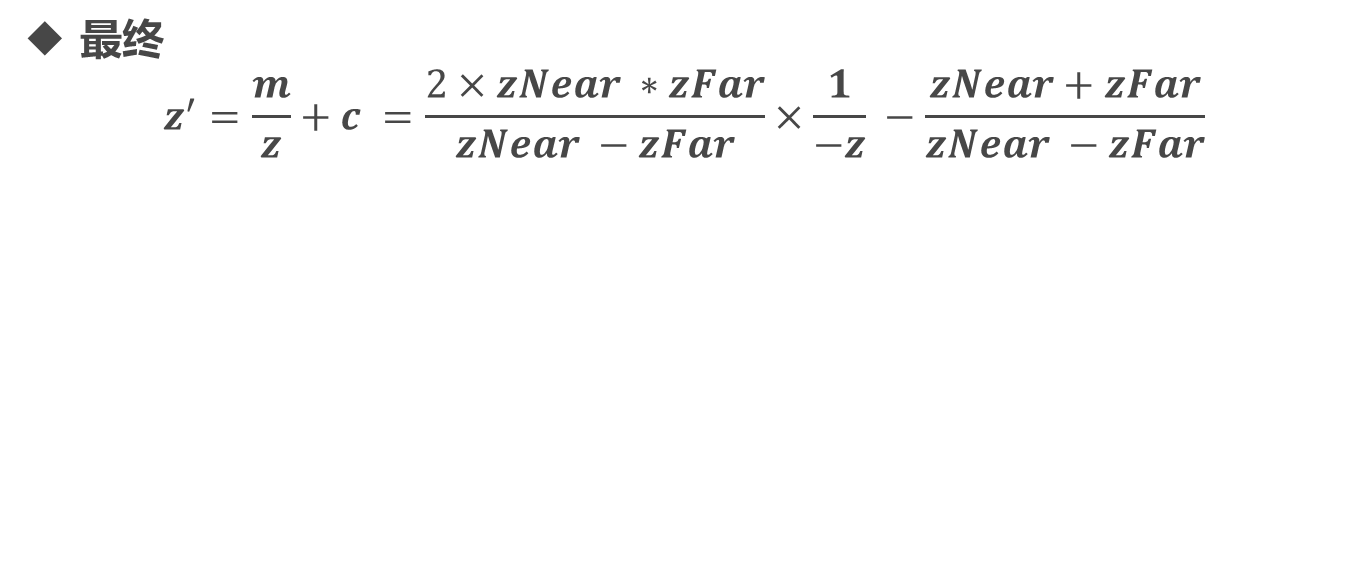 ◆ 最终
z′ = m/z + c = (2 × zNear * zFar)/(zNear − zFar) × 1/(−z) − (zNear + zFar)/(zNear − zFar)